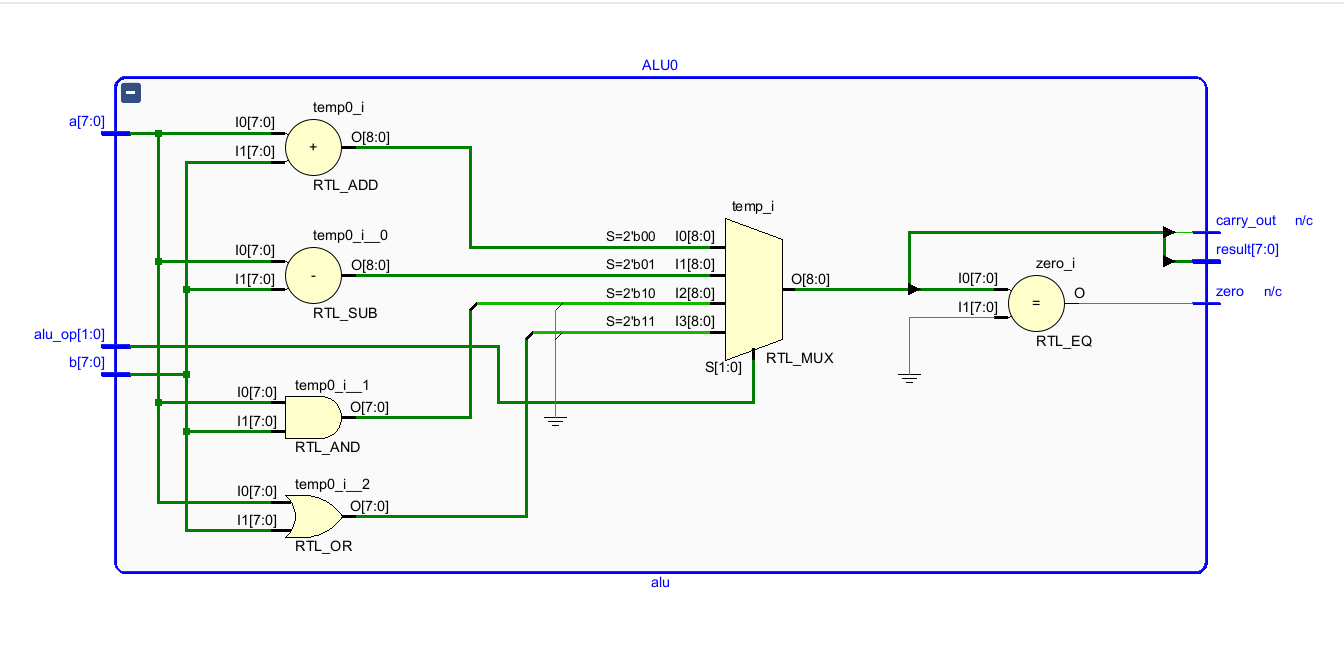 ALU0
a[7:0]
alu_op[1:0]
b[7:0]
temp0_i
I0[7:0]
I1[7:0]
+
O[8:0]
RTL_ADD
temp0_i__0
I0[7:0]
I1[7:0]
-
O[8:0]
RTL_SUB
temp0_i__1
I0[7:0]
I1[7:0]
O[7:0]
RTL_AND
temp0_i__2
I0[7:0]
I1[7:0]
O[7:0]
RTL_OR
temp_i
S=2'b00 I0[8:0]
S=2'b01 I1[8:0]
S=2'b10 I2[8:0]
S=2'b11 I3[8:0]
S[1:0]
O[8:0]
RTL_MUX
zero_i
I0[7:0]
I1[7:0]
=
O
RTL_EQ
carry_out n/c
result[7:0]
zero n/c
alu